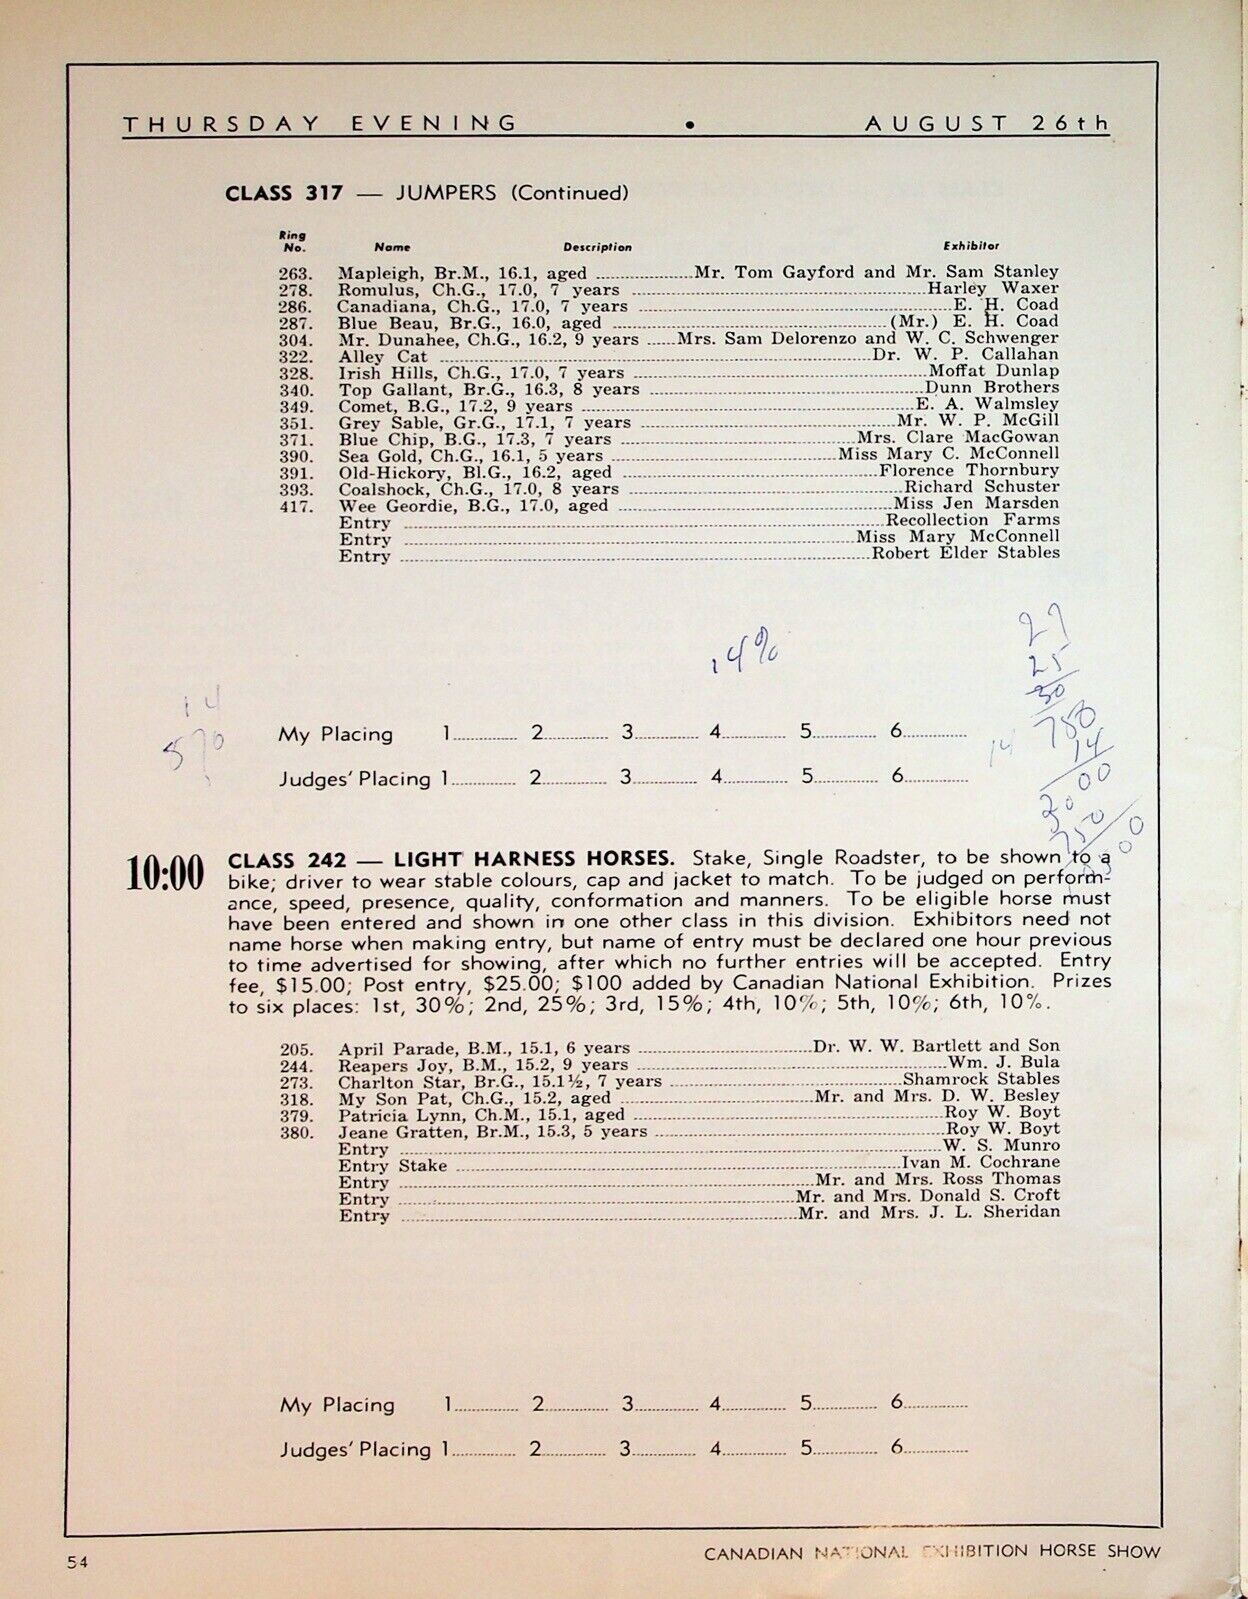 THURSDAY EVENING • AUGUST 26th
CLASS 317 — JUMPERS (Continued)
Ring
No. Name Description Exhibitor
263. Mapleigh, Br.M., 16.1, aged ....................Mr. Tom Gayford and Mr. Sam Stanley
278. Romulus, Ch.G., 17.0, 7 years ....................Harley Waxer
286. Canadiana, Ch.G., 17.0, 7 years ....................E. H. Coad
287. Blue Beau, Br.G., 16.0, aged ....................(Mr.) E. H. Coad
304. Mr. Dunahee, Ch.G., 16.2, 9 years ......Mrs. Sam Delorenzo and W. C. Schwenger
322. Alley Cat ....................Dr. W. P. Callahan
328. Irish Hills, Ch.G., 17.0, 7 years ....................Moffat Dunlap
340. Top Gallant, Br.G., 16.3, 8 years ....................Dunn Brothers
349. Comet, B.G., 17.2, 9 years ....................E. A. Walmsley
351. Grey Sable, Gr.G., 17.1, 7 years ....................Mr. W. P. McGill
371. Blue Chip, B.G., 17.3, 7 years ....................Mrs. Clare MacGowan
390. Sea Gold, Ch.G., 16.1, 5 years ....................Miss Mary C. McConnell
391. Old-Hickory, Bl.G., 16.2, aged ....................Florence Thornbury
393. Coalshock, Ch.G., 17.0, 8 years ....................Richard Schuster
417. Wee Geordie, B.G., 17.0, aged ....................Miss Jen Marsden
Entry ....................Recollection Farms
Entry ....................Miss Mary McConnell
Entry ....................Robert Elder Stables
27
14%
25
30
14
750
14
My Placing 1.............. 2.............. 3.............. 4.............. 5.............. 6..............
14
Judges' Placing 1.............. 2.............. 3.............. 4.............. 5.............. 6..............
3000
750
10:00 CLASS 242 — LIGHT HARNESS HORSES. Stake, Single Roadster, to be shown to a
bike; driver to wear stable colours, cap and jacket to match. To be judged on perform-
ance, speed, presence, quality, conformation and manners. To be eligible horse must
have been entered and shown in one other class in this division. Exhibitors need not
name horse when making entry, but name of entry must be declared one hour previous
to time advertised for showing, after which no further entries will be accepted. Entry
fee, $15.00; Post entry, $25.00; $100 added by Canadian National Exhibition. Prizes
to six places: 1st, 30%; 2nd, 25%; 3rd, 15%; 4th, 10%; 5th, 10%; 6th, 10%.
205. April Parade, B.M., 15.1, 6 years ....................Dr. W. W. Bartlett and Son
244. Reapers Joy, B.M., 15.2, 9 years ....................Wm. J. Bula
273. Charlton Star, Br.G., 15.1½, 7 years ....................Shamrock Stables
318. My Son Pat, Ch.G., 15.2, aged ....................Mr. and Mrs. D. W. Besley
379. Patricia Lynn, Ch.M., 15.1, aged ....................Roy W. Boyt
380. Jeane Gratten, Br.M., 15.3, 5 years ....................Roy W. Boyt
Entry ....................W. S. Munro
Entry Stake ....................Ivan M. Cochrane
Entry ....................Mr. and Mrs. Ross Thomas
Entry ....................Mr. and Mrs. Donald S. Croft
Entry ....................Mr. and Mrs. J. L. Sheridan
My Placing 1.............. 2.............. 3.............. 4.............. 5.............. 6..............
Judges' Placing 1.............. 2.............. 3.............. 4.............. 5.............. 6..............
54 CANADIAN NATIONAL EXHIBITION HORSE SHOW